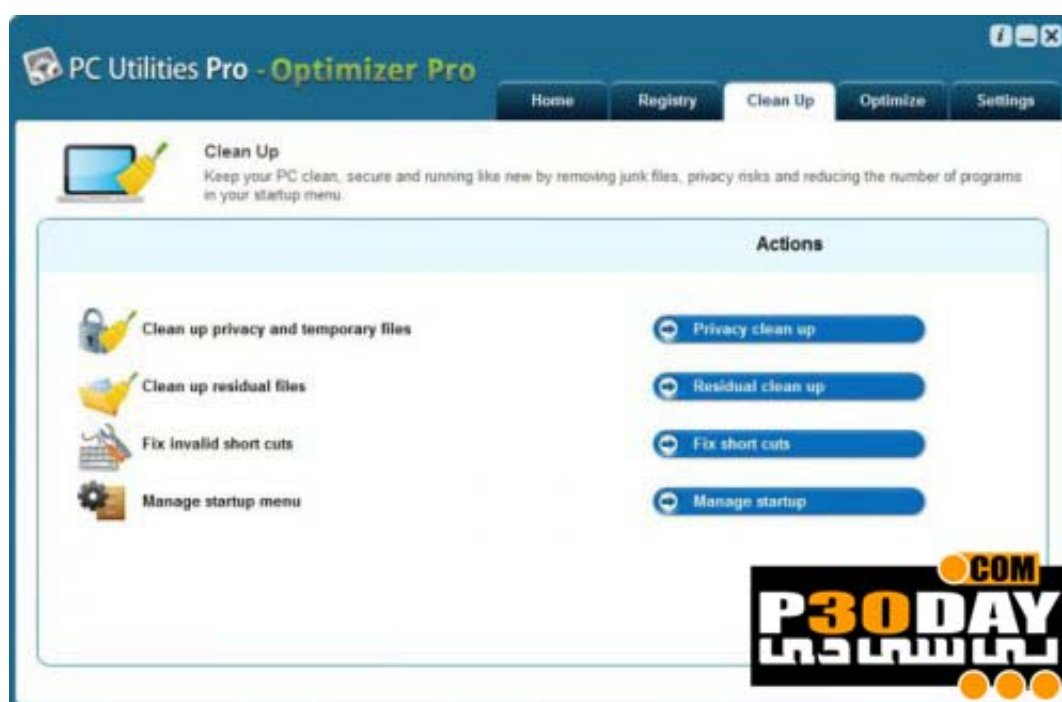 PC Utilities Pro - Optimizer Pro
Home Registry Clean Up Optimize Settings
Clean Up
Keep your PC clean, secure and running like new by removing junk files, privacy risks and reducing the number of programs
in your startup menu.
Actions
Clean up privacy and temporary files Privacy clean up
Clean up residual files Residual clean up
Fix invalid short cuts Fix short cuts
Manage startup menu Manage startup
.COM
P30DAY
پی سی دی